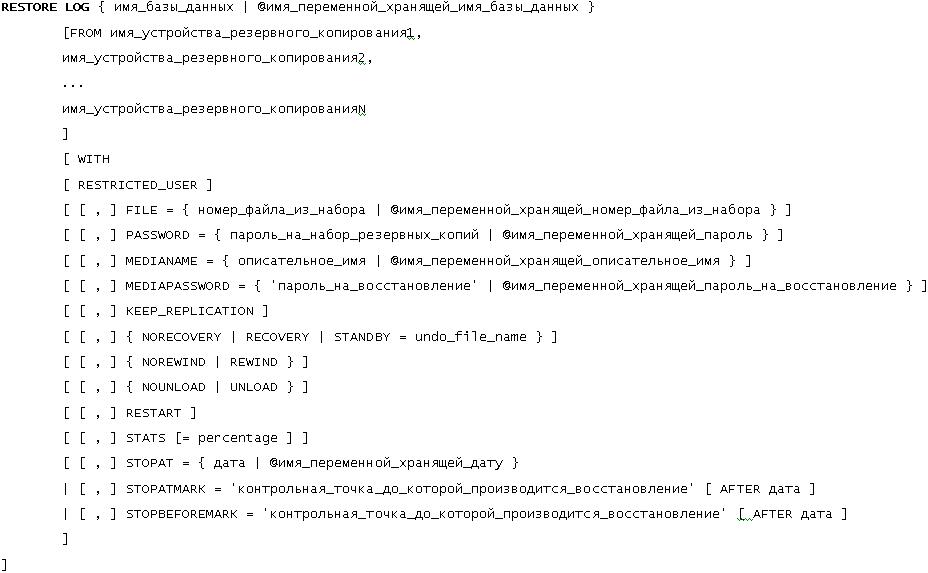 RESTORE LOG { имя_базы_данных | @имя_переменной_хранящей_имя_базы_данных }
[FROM имя_устройства_резервного_копирования1,
имя_устройства_резервного_копирования2,
...
имя_устройства_резервного_копированияN
]
[ WITH
[ RESTRICTED_USER ]
[ [ , ] FILE = { номер_файла_из_набора | @имя_переменной_хранящей_номер_файла_из_набора } ]
[ [ , ] PASSWORD = { пароль_на_набор_резервных_копий | @имя_переменной_хранящей_пароль } ]
[ [ , ] MEDIANAME = { описательное_имя | @имя_переменной_хранящей_описательное_имя } ]
[ [ , ] MEDIAPASSWORD = { 'пароль_на_восстановление' | @имя_переменной_хранящей_пароль_на_восстановление } ]
[ [ , ] KEEP_REPLICATION ]
[ [ , ] { NORECOVERY | RECOVERY | STANDBY = undo_file_name } ]
[ [ , ] { NOREWIND | REWIND } ]
[ [ , ] { NOUNLOAD | UNLOAD } ]
[ [ , ] RESTART ]
[ [ , ] STATS [= percentage ] ]
[ [ , ] STOPAT = { дата | @имя_переменной_хранящей_дату }
| [ , ] STOPATMARK = 'контрольная_точка_до_которой_производится_восстановление' [ AFTER дата ]
| [ , ] STOPBEFOREMARK = 'контрольная_точка_до_которой_производится_восстановление' [ AFTER дата ]
]
]